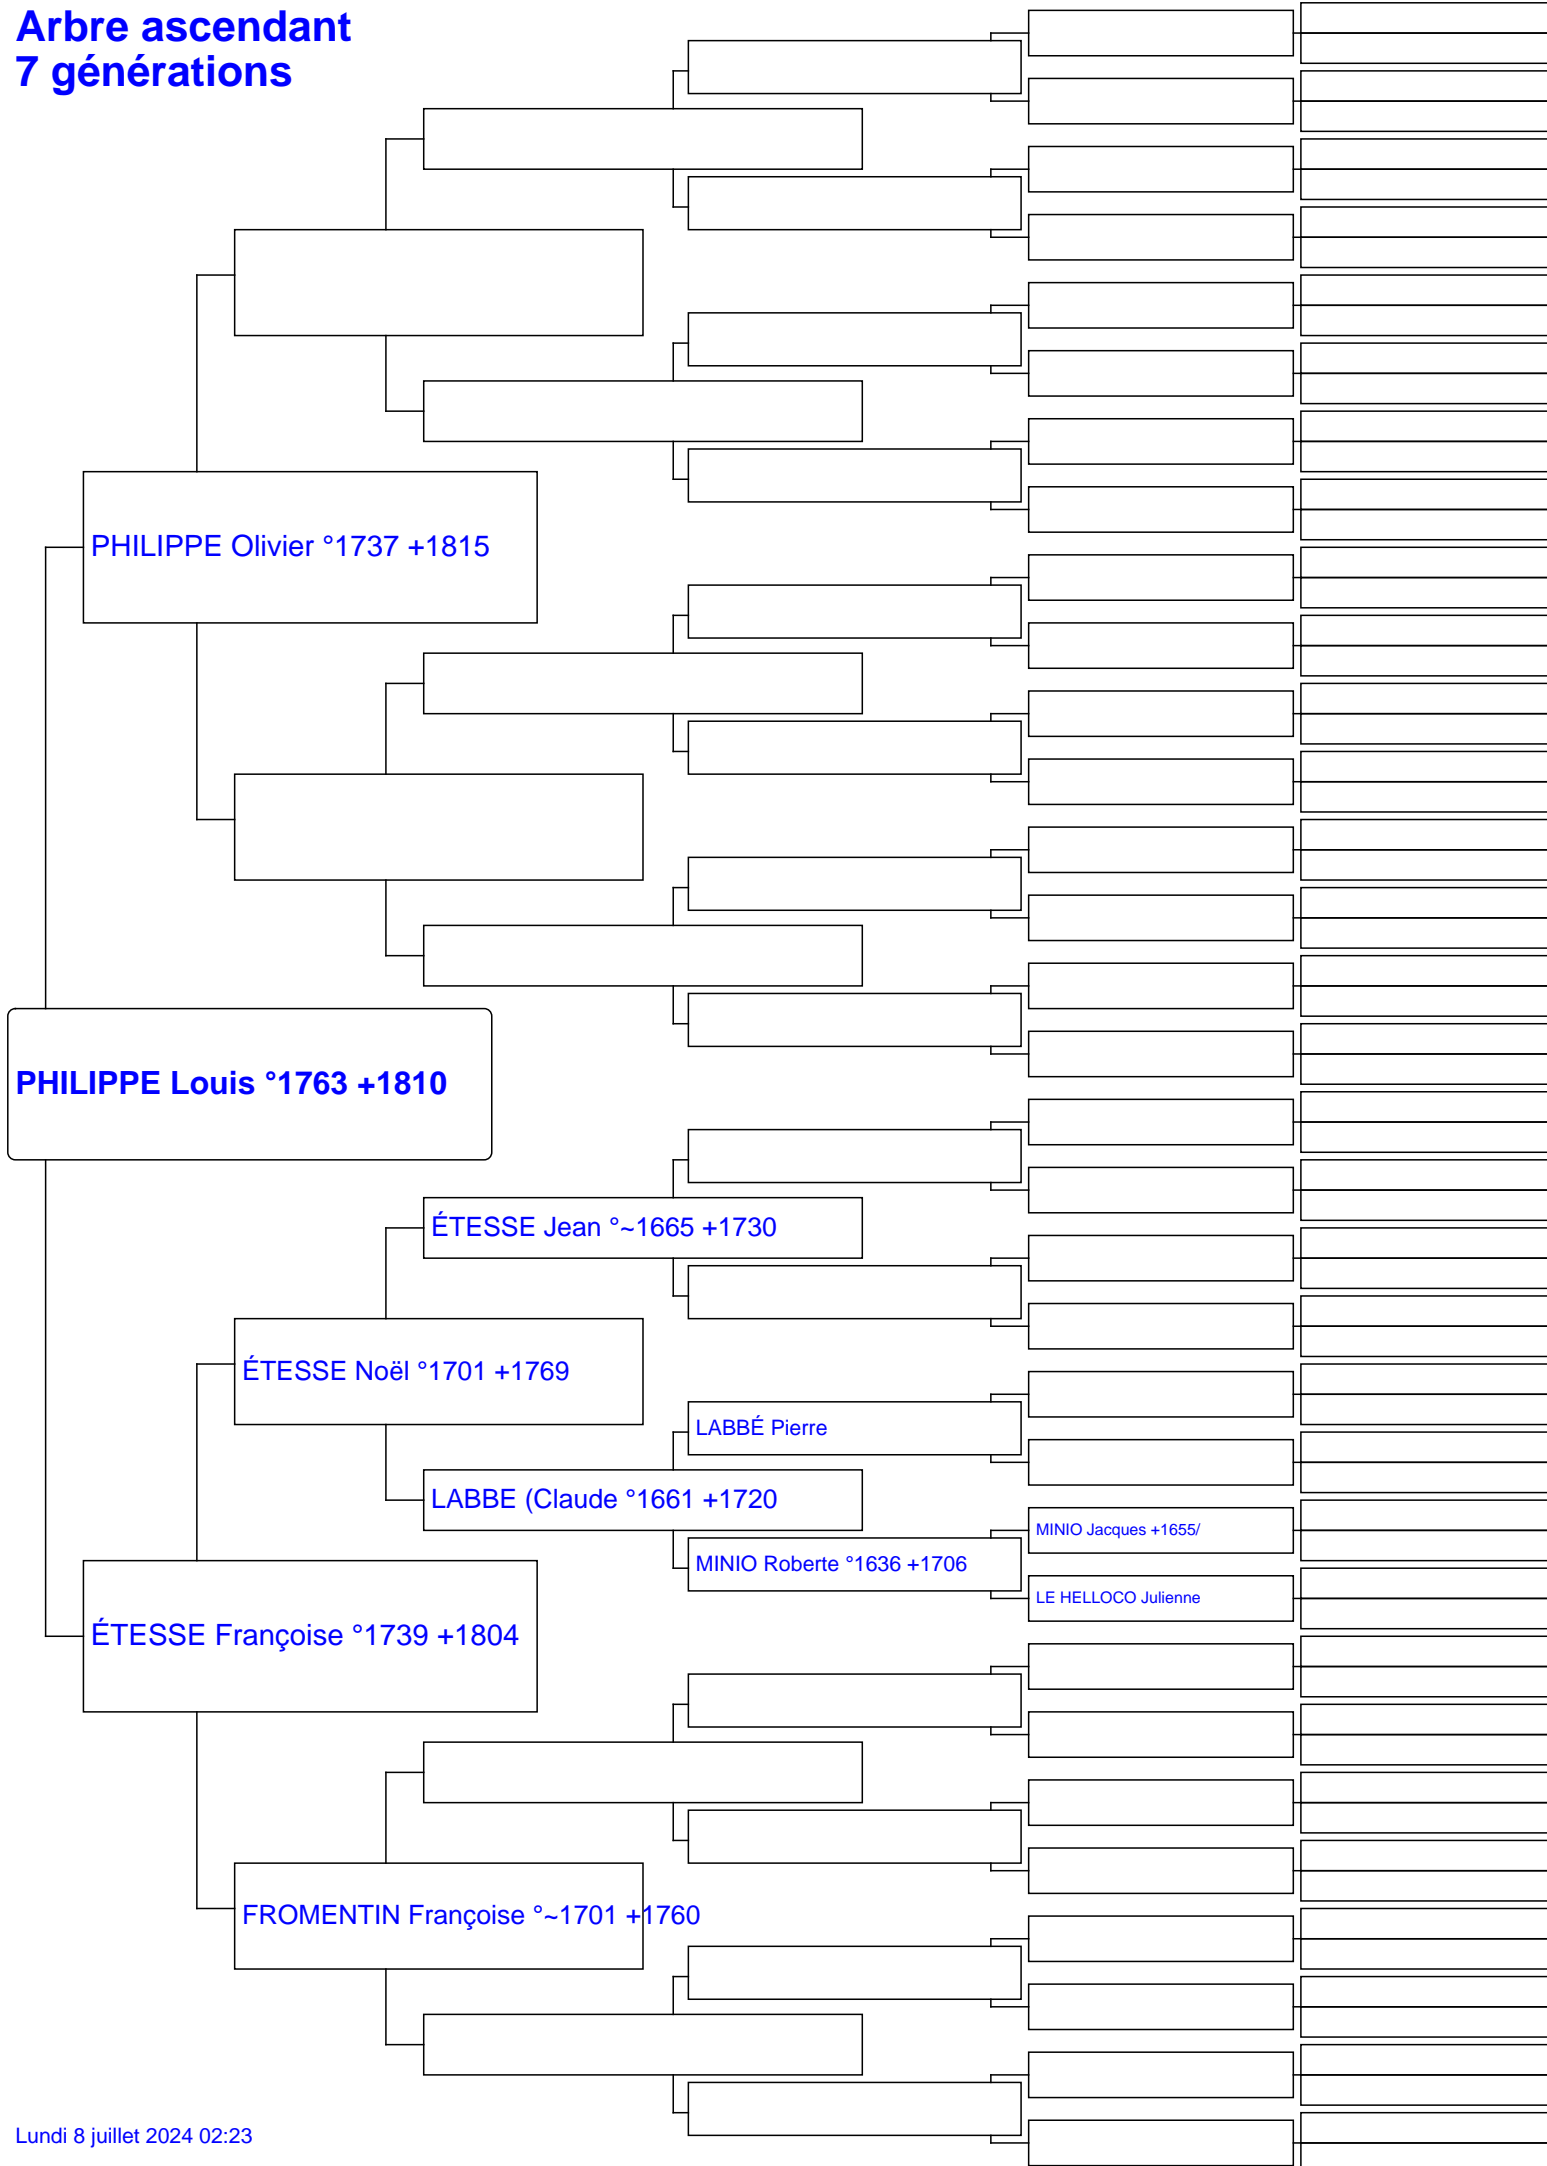 Arbre ascendant
7 générations
PHILIPPE Olivier °1737 +1815
PHILIPPE Louis °1763 +1810
ÉTESSE Jean °~1665 +1730
ÉTESSE Noël °1701 +1769
LABBÉ Pierre
LABBE (Claude °1661 +1720
MINIO Jacques +1655/
MINIO Roberte °1636 +1706
LE HELLOCO Julienne
ÉTESSE Françoise °1739 +1804
FROMENTIN Françoise °~1701 +1760
Lundi 8 juillet 2024 02:23